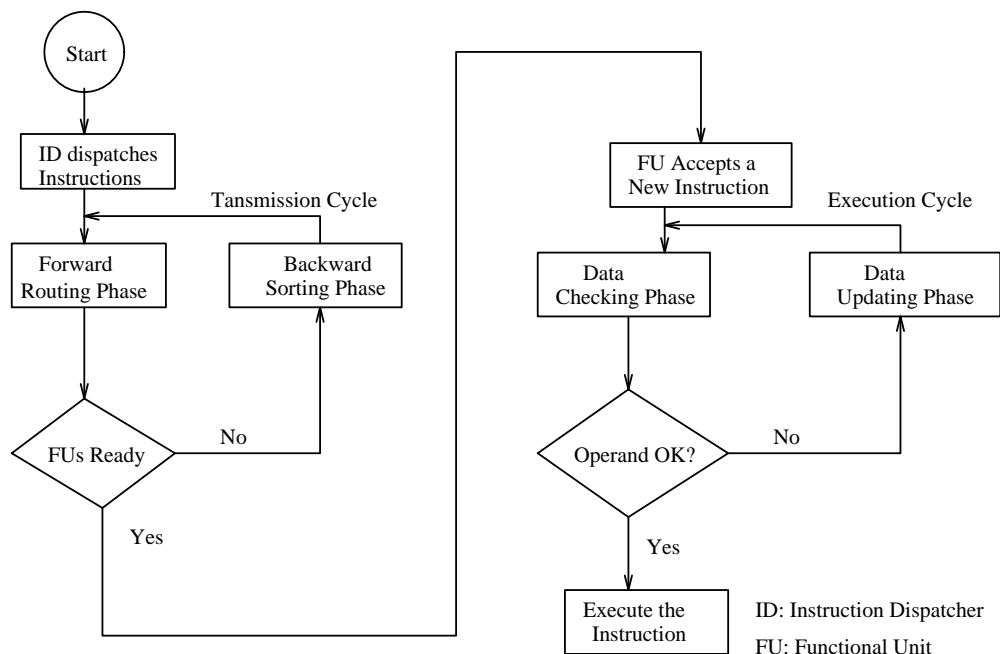 Start
ID dispatches
Instructions
Tansmission Cycle
Forward
Routing Phase
Backward
Sorting Phase
FUs Ready
No
Yes
FU Accepts a
New Instruction
Execution Cycle
Data
Checking Phase
Data
Updating Phase
Operand OK?
No
Yes
Execute the
Instruction
ID: Instruction Dispatcher
FU: Functional Unit